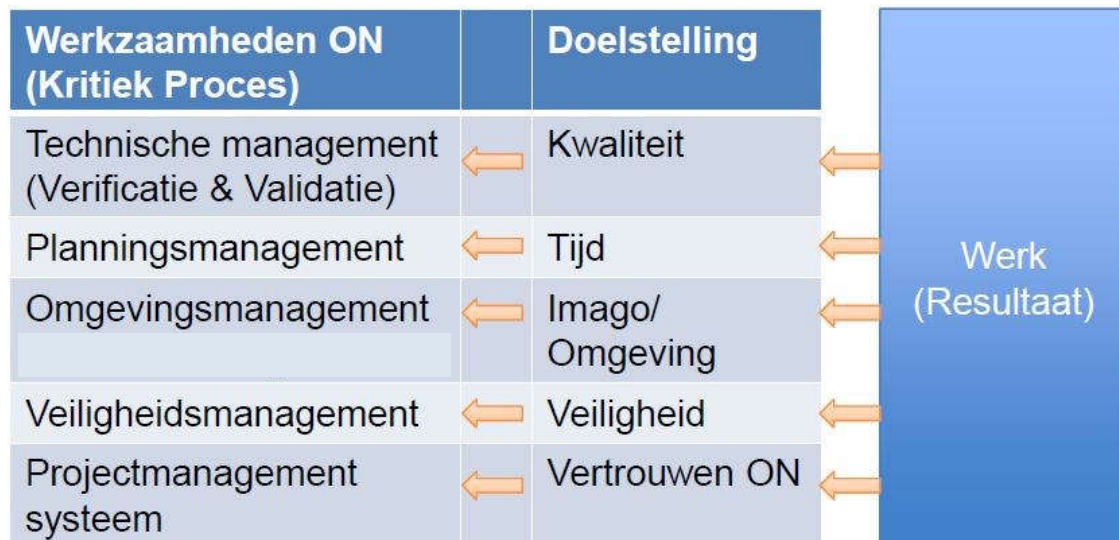 Werkzaamheden ON
(Kritiek Proces)
Doelstelling
Technische management
(Verificatie & Validatie)
Kwaliteit
Planningsmanagement
Tijd
Omgevingsmanagement
Imago/
Omgeving
Veiligheidsmanagement
Veiligheid
Projectmanagement
systeem
Vertrouwen ON
Werk
(Resultaat)